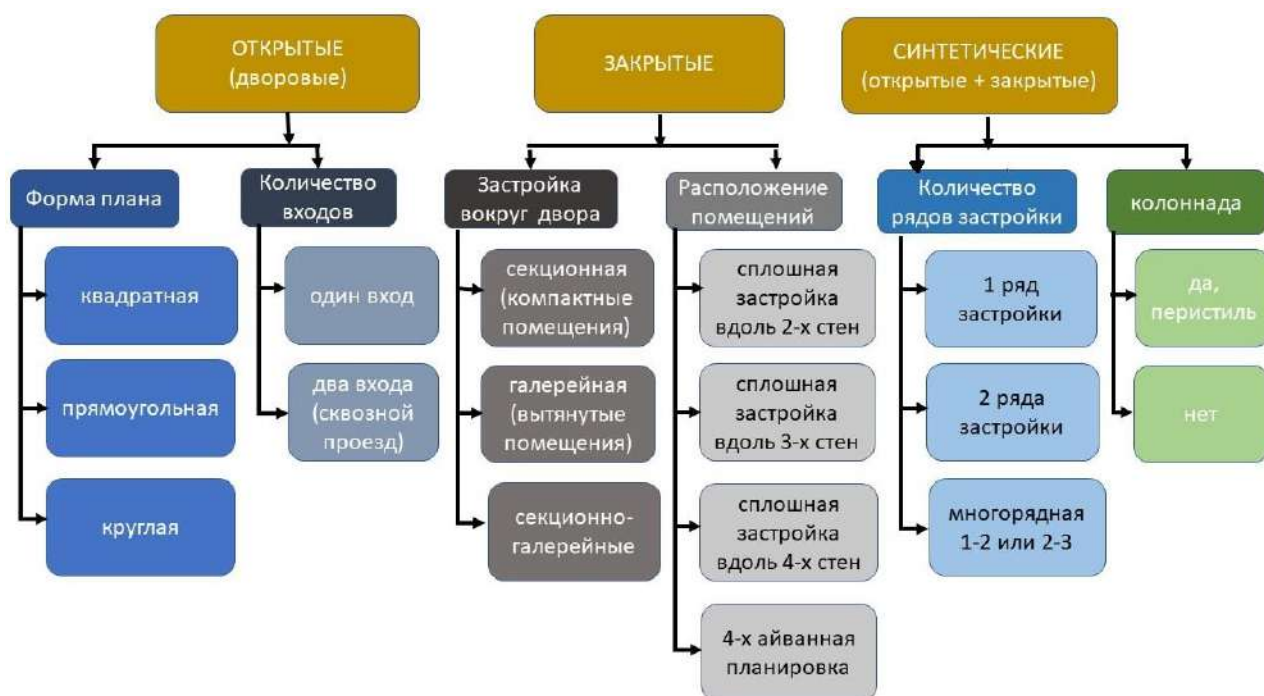 ОТКРЫТЫЕ
(дворовые)
ЗАКРЫТЫЕ
СИНТЕТИЧЕСКИЕ
(открытые + закрытые)
Форма плана
Количество
входов
Застройка
вокруг двора
Расположение
помещений
Количество
рядов застройки
колоннада
квадратная
прямоугольная
круглая
один вход
два входа
(сквозной
проезд)
секционная
(компактные
помещения)
галерейная
(вытянутые
помещения)
секционно-
галерейные
сплошная
застройка
вдоль 2-х стен
сплошная
застройка
вдоль 3-х стен
сплошная
застройка
вдоль 4-х стен
4-х айванная
планировка
1 ряд
застройки
2 ряда
застройки
многорядная
1-2 или 2-3
да,
перистиль
нет